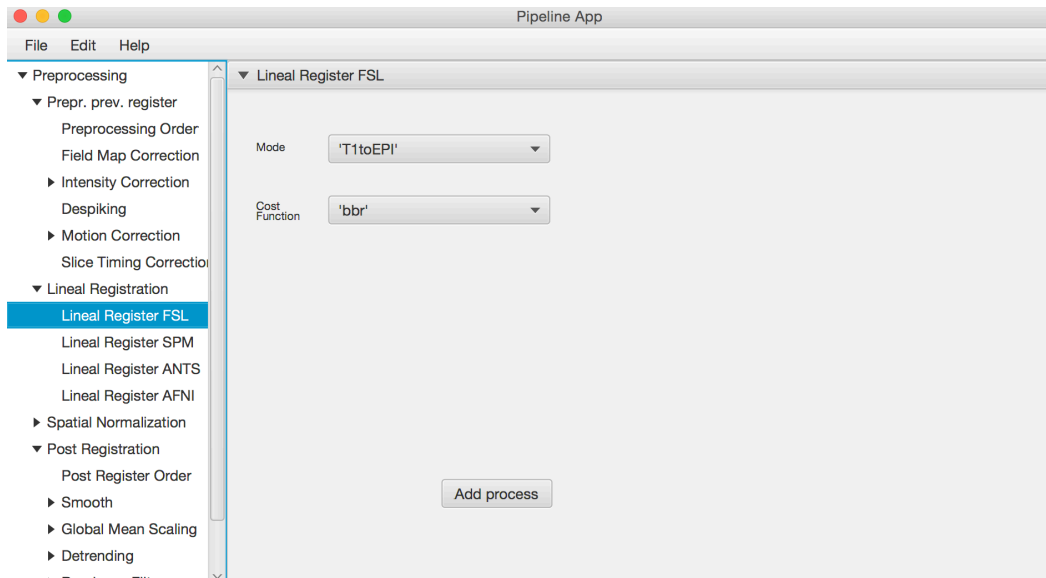 Pipeline App
File Edit Help
Preprocessing
Prepr. prev. register
Preprocessing Order
Field Map Correction
Intensity Correction
Despiking
Motion Correction
Slice Timing Correction
Lineal Registration
Lineal Register FSL
Lineal Register SPM
Lineal Register ANTS
Lineal Register AFNI
Spatial Normalization
Post Registration
Post Register Order
Smooth
Global Mean Scaling
Detrending
Lineal Register FSL
Mode
'T1toEPI'
Cost
Function
'bbr'
Add process